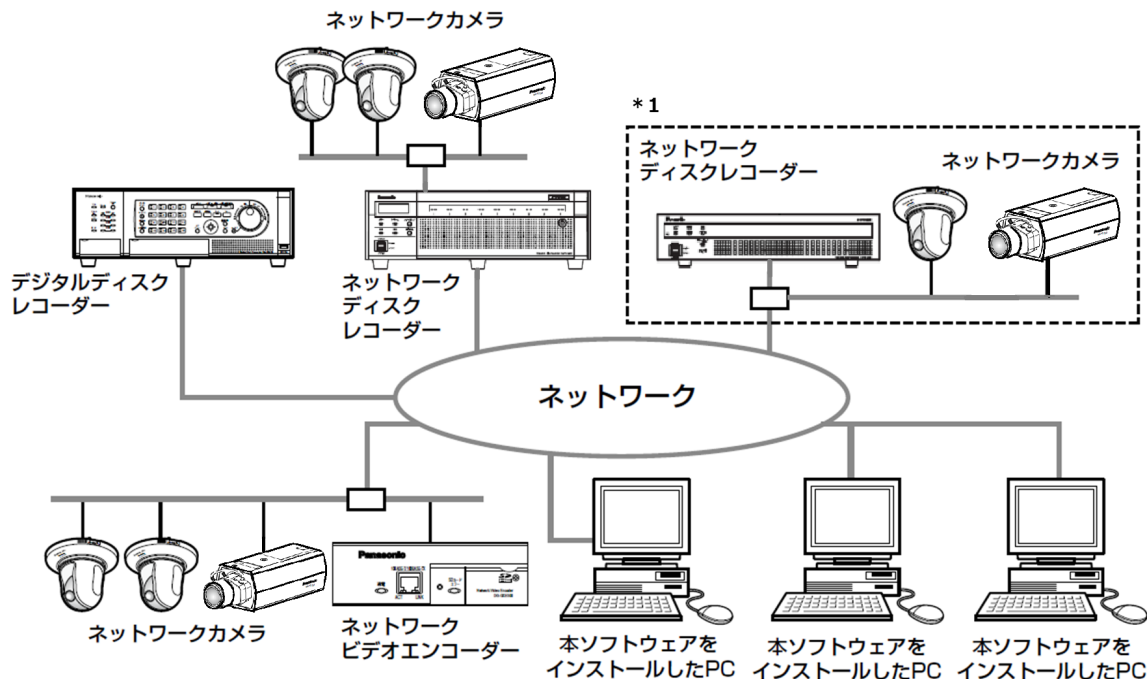 ネットワークカメラ
*1
ネットワーク
ディスクレコーダー
ネットワークカメラ
デジタルディスク
レコーダー
ネットワーク
ディスク
レコーダー
ネットワーク
Panasonic
ネットワークカメラ
ネットワーク
ビデオエンコーダー
本ソフトウェアを
インストールしたPC
本ソフトウェアを
インストールしたPC
本ソフトウェアを
インストールしたPC